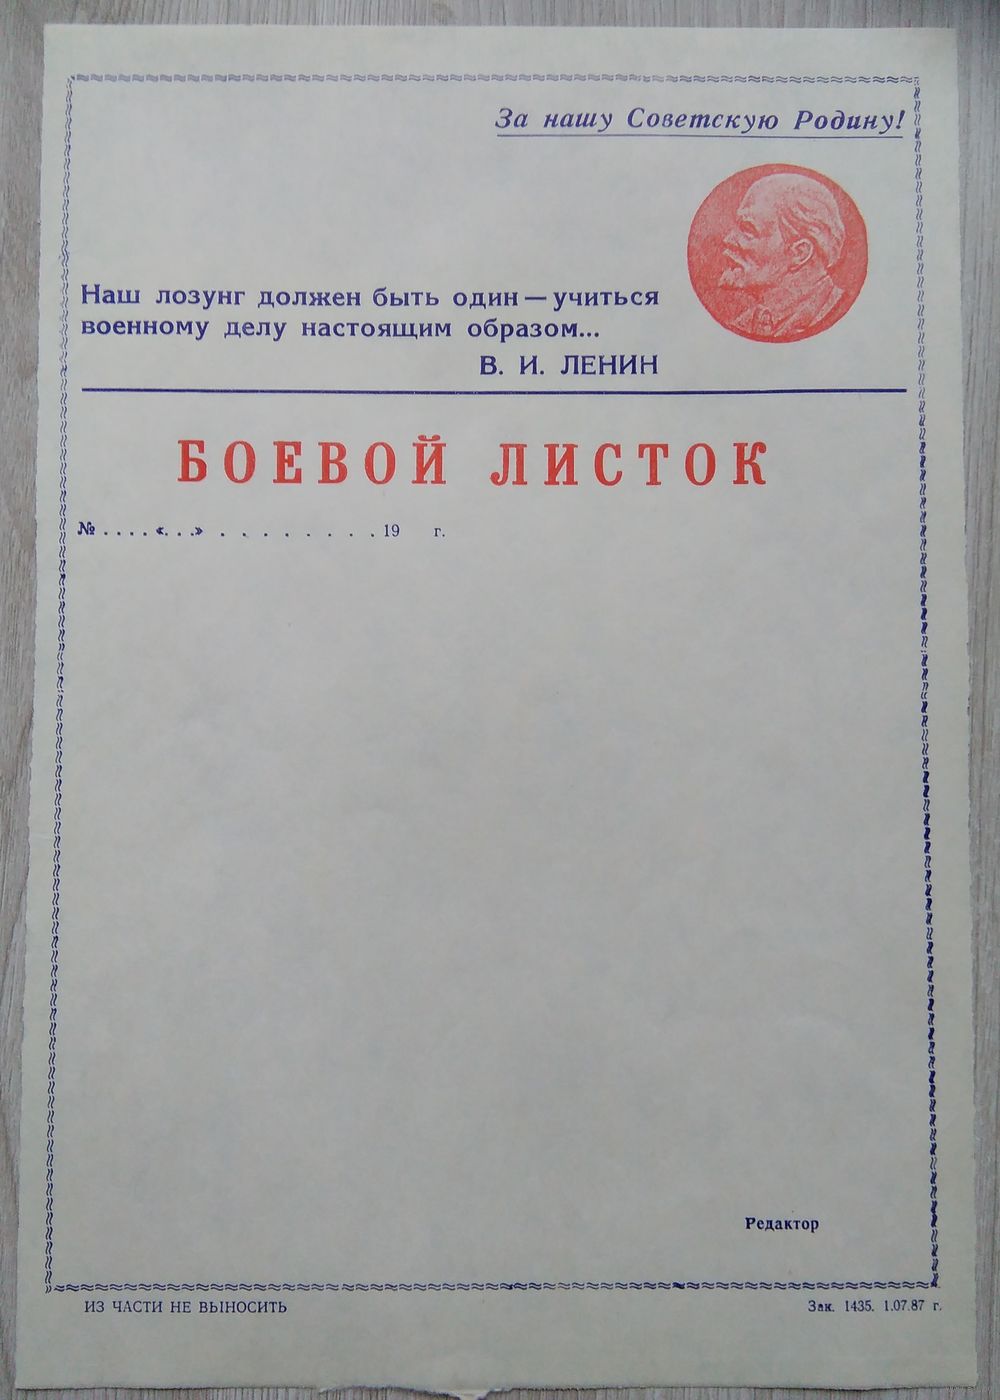 За нашу Советскую Родину!
Наш лозунг должен быть один — учиться
военному делу настоящим образом...
В. И. ЛЕНИН
БОЕВОЙ ЛИСТОК
№ . . . . «. . .» . . . . . . . . . 19 г.
Редактор
ИЗ ЧАСТИ НЕ ВЫНОСИТЬ
Зак. 1435. 1.07.87 г.